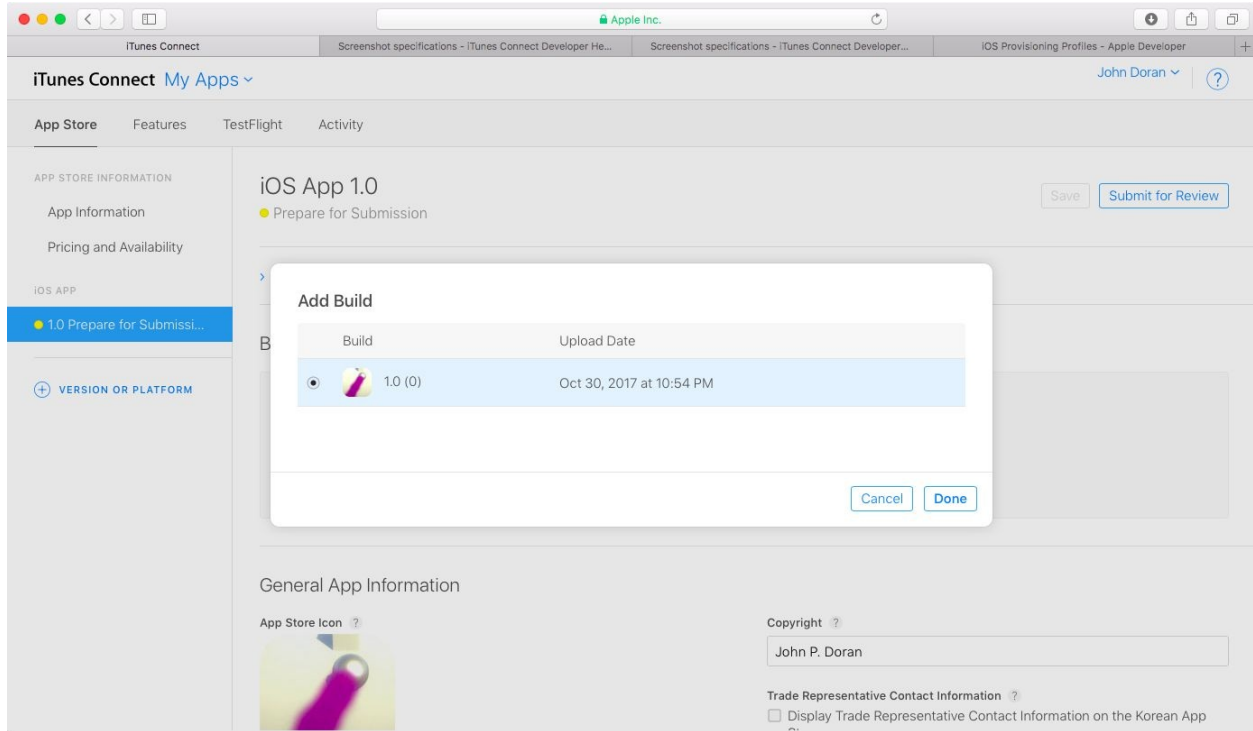 Apple Inc.
iTunes Connect
Screenshot specifications - iTunes Connect Developer He...
Screenshot specifications - iTunes Connect Developer...
iOS Provisioning Profiles - Apple Developer
iTunes Connect My Apps
John Doran
?
App Store Features TestFlight Activity
APP STORE INFORMATION
App Information
Pricing and Availability
iOS APP
1.0 Prepare for Submissi...
VERSION OR PLATFORM
iOS App 1.0
Prepare for Submission
Save
Submit for Review
B
Add Build
Build Upload Date
1.0 (0) Oct 30, 2017 at 10:54 PM
Cancel Done
General App Information
App Store Icon ?
Copyright ?
John P. Doran
Trade Representative Contact Information ?
Display Trade Representative Contact Information on the Korean App